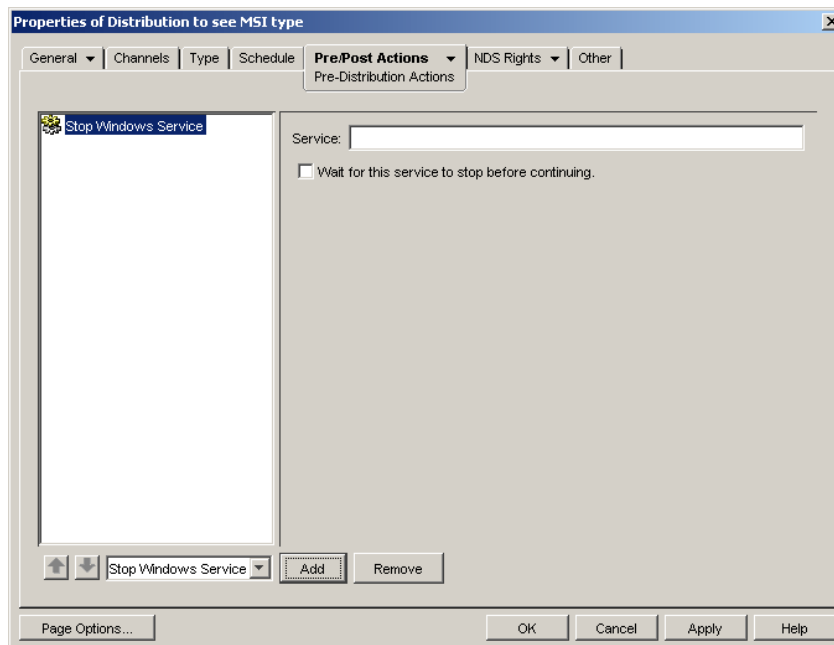 Properties of Distribution to see MSI type
General Channels Type Schedule Pre/Post Actions NDS Rights Other
Pre-Distribution Actions
Stop Windows Service
Service:
Wait for this service to stop before continuing.
Stop Windows Service Add Remove
Page Options... OK Cancel Apply Help